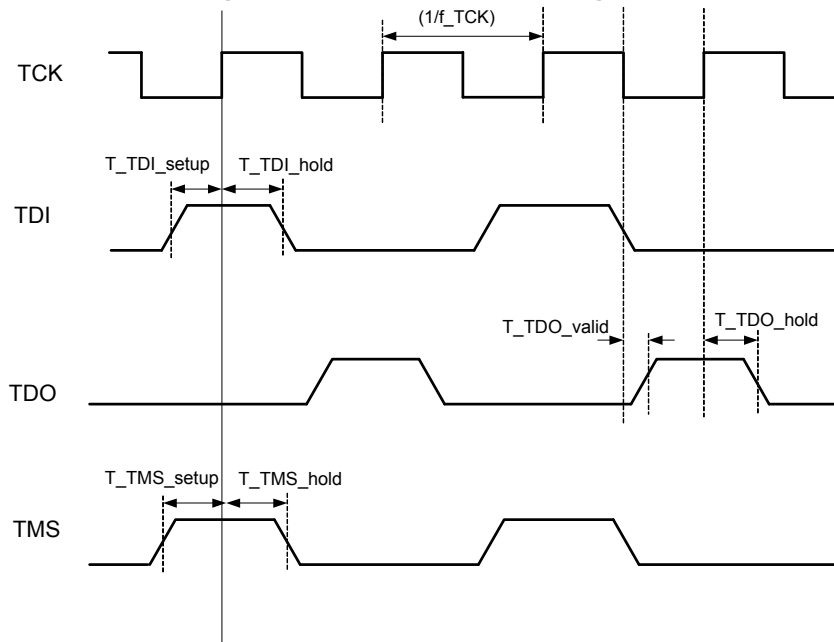 (1/f_TCK)
TCK
T_TDI_setup T_TDI_hold
TDI
T_TDO_valid T_TDO_hold
TDO
T_TMS_setup T_TMS_hold
TMS